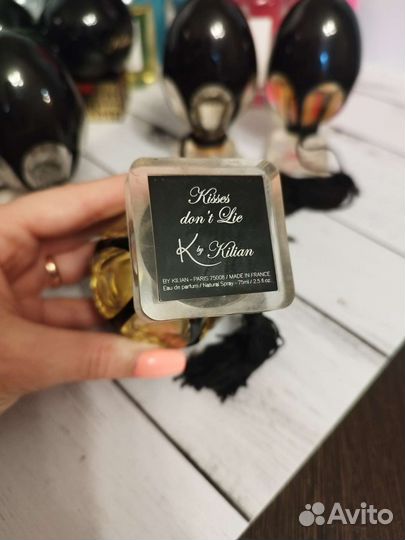 Kisses
don't Lie
K by Kilian
BY KILIAN - PARIS 75008 / MADE IN FRANCE
Eau de parfum / Natural Spray - 75ml / 2.5 fl.oz.
Avito